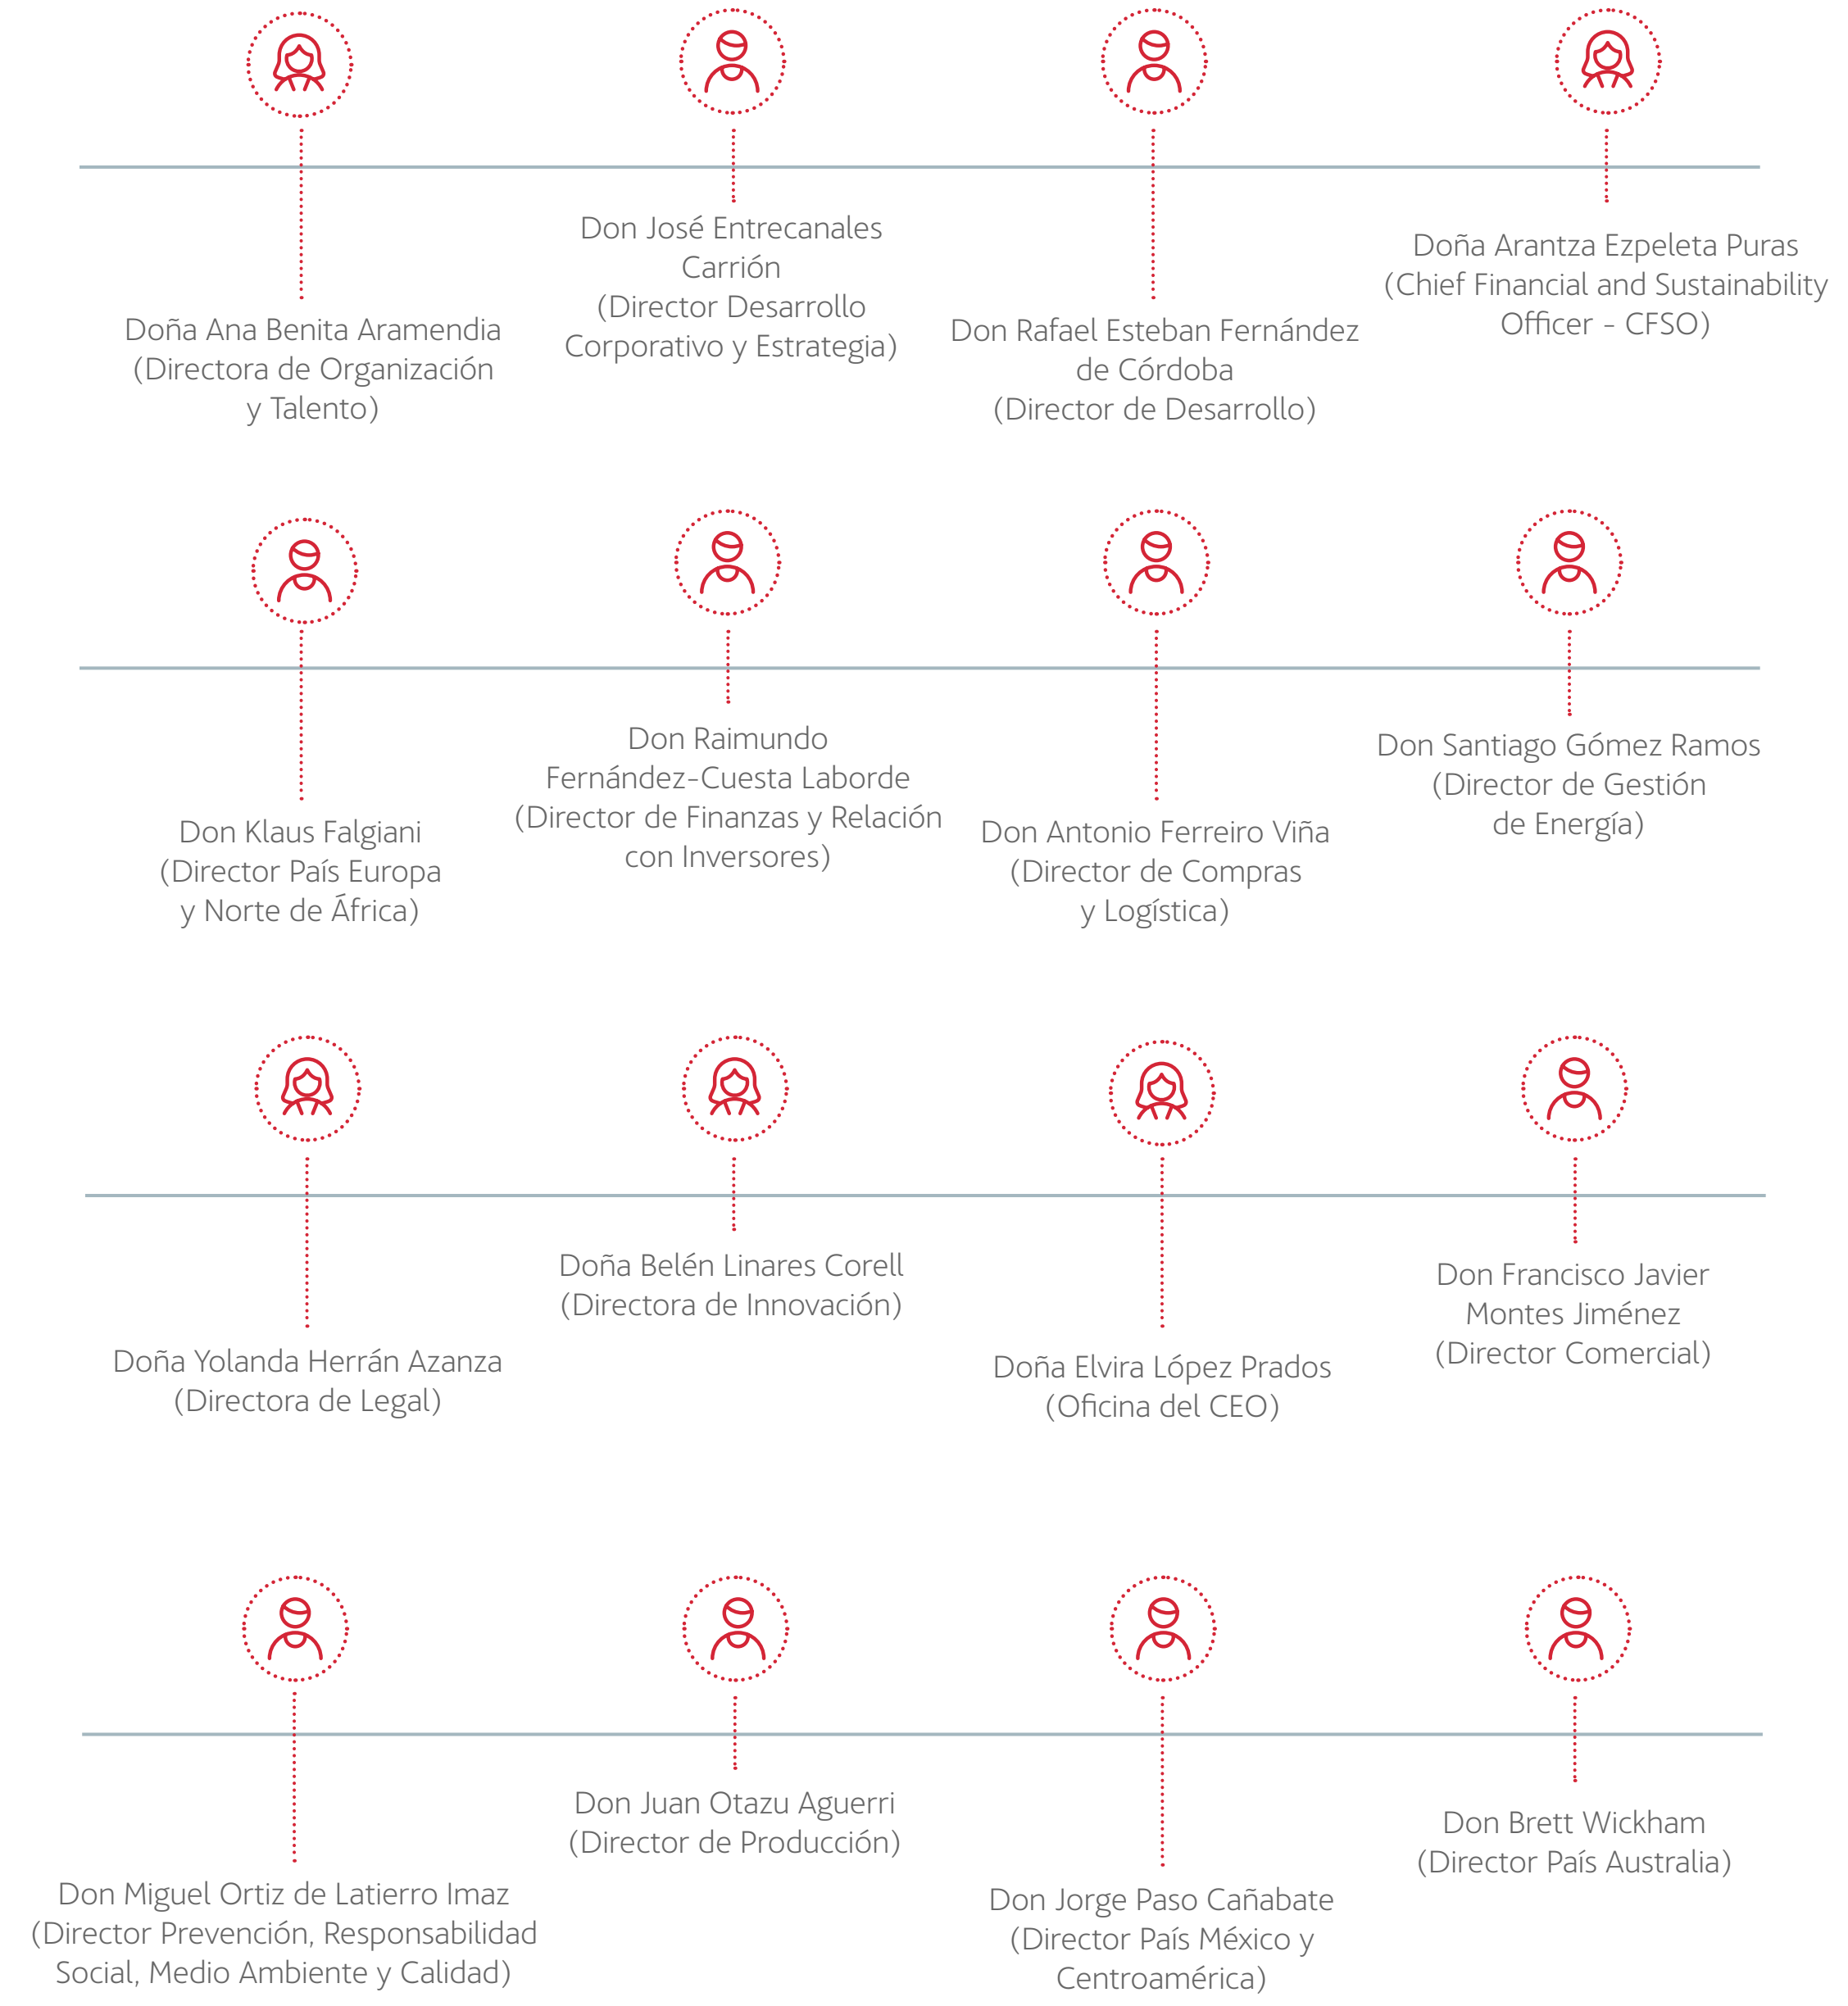 Doña Ana Benita Aramendia
(Directora de Organización
y Talento)
Don José Entrecanales
Carrión
(Director Desarrollo
Corporativo y Estrategia)
Don Rafael Esteban Fernández
de Córdoba
(Director de Desarrollo)
Doña Arantza Ezpeleta Puras
(Chief Financial and Sustainability
Officer - CFSO)
Don Klaus Falgiani
(Director País Europa
y Norte de África)
Don Raimundo
Fernández-Cuesta Laborde
(Director de Finanzas y Relación
con Inversores)
Don Antonio Ferreiro Viña
(Director de Compras
y Logística)
Don Santiago Gómez Ramos
(Director de Gestión
de Energía)
Doña Yolanda Herrán Azanza
(Directora de Legal)
Doña Belén Linares Corell
(Directora de Innovación)
Doña Elvira López Prados
(Oficina del CEO)
Don Francisco Javier
Montes Jiménez
(Director Comercial)
Don Miguel Ortiz de Latierro Imaz
(Director Prevención, Responsabilidad
Social, Medio Ambiente y Calidad)
Don Juan Otazu Aguerri
(Director de Producción)
Don Jorge Paso Cañabate
(Director País México y
Centroamérica)
Don Brett Wickham
(Director País Australia)